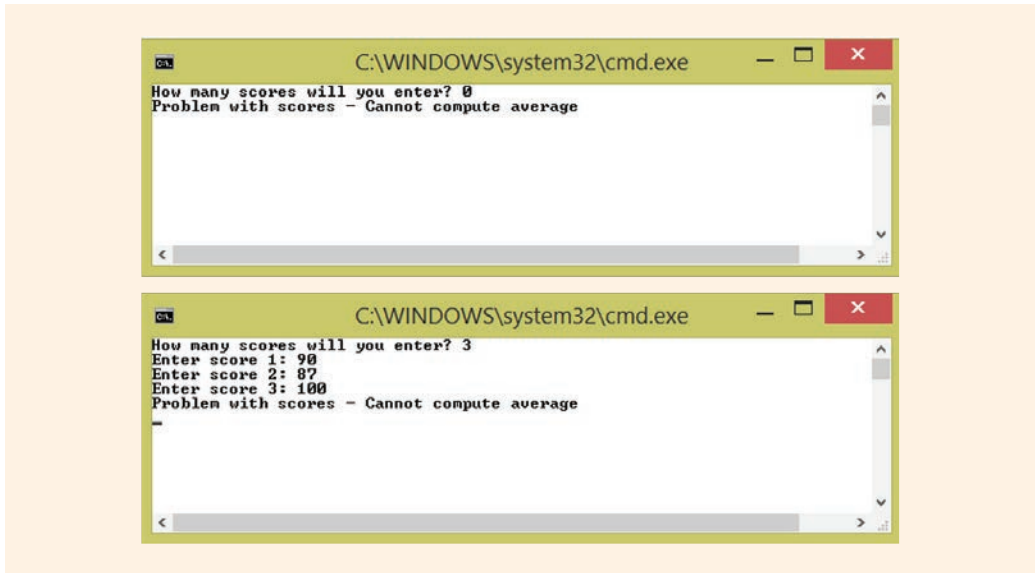 C:\WINDOWS\system32\cmd.exe
How many scores will you enter? 0
Problem with scores - Cannot compute average
C:\WINDOWS\system32\cmd.exe
How many scores will you enter? 3
Enter score 1: 90
Enter score 2: 87
Enter score 3: 100
Problem with scores - Cannot compute average